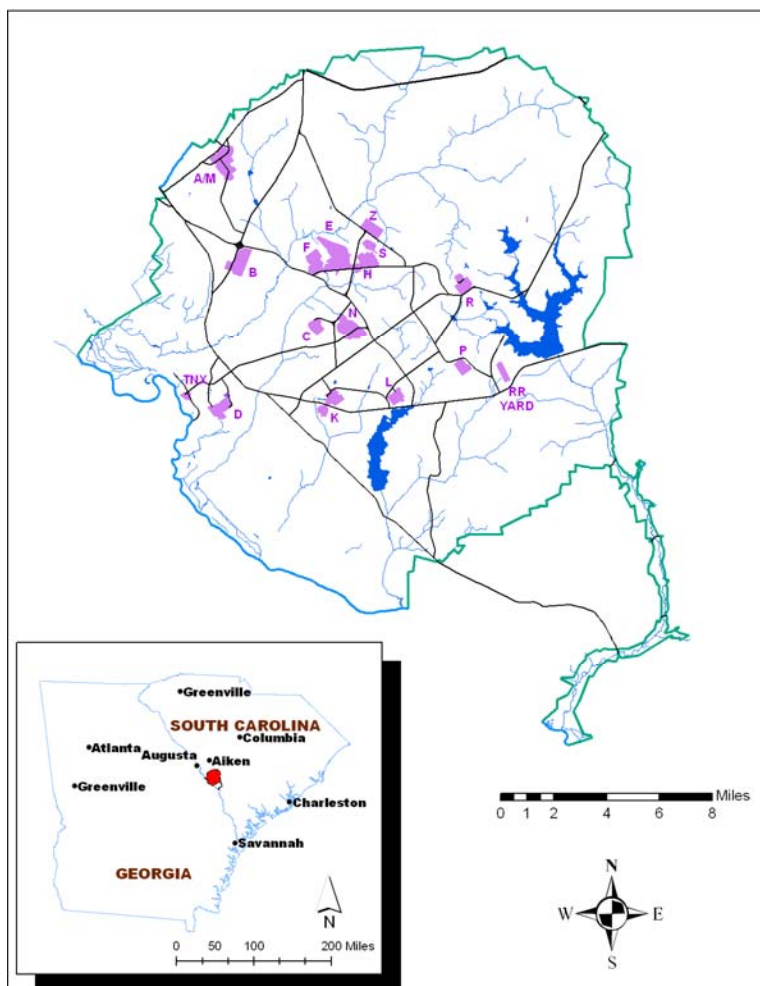 A/M
Z
E
F
S
H
B
R
N
C
P
TNX
L
RR
YARD
D
K
Greenville
SOUTH CAROLINA
Columbia
Atlanta
Augusta
Aiken
Greenville
Charleston
Savannah
GEORGIA
N
0 50 100 200 Miles
Miles
0 1 2 4 6 8
N
W E
S